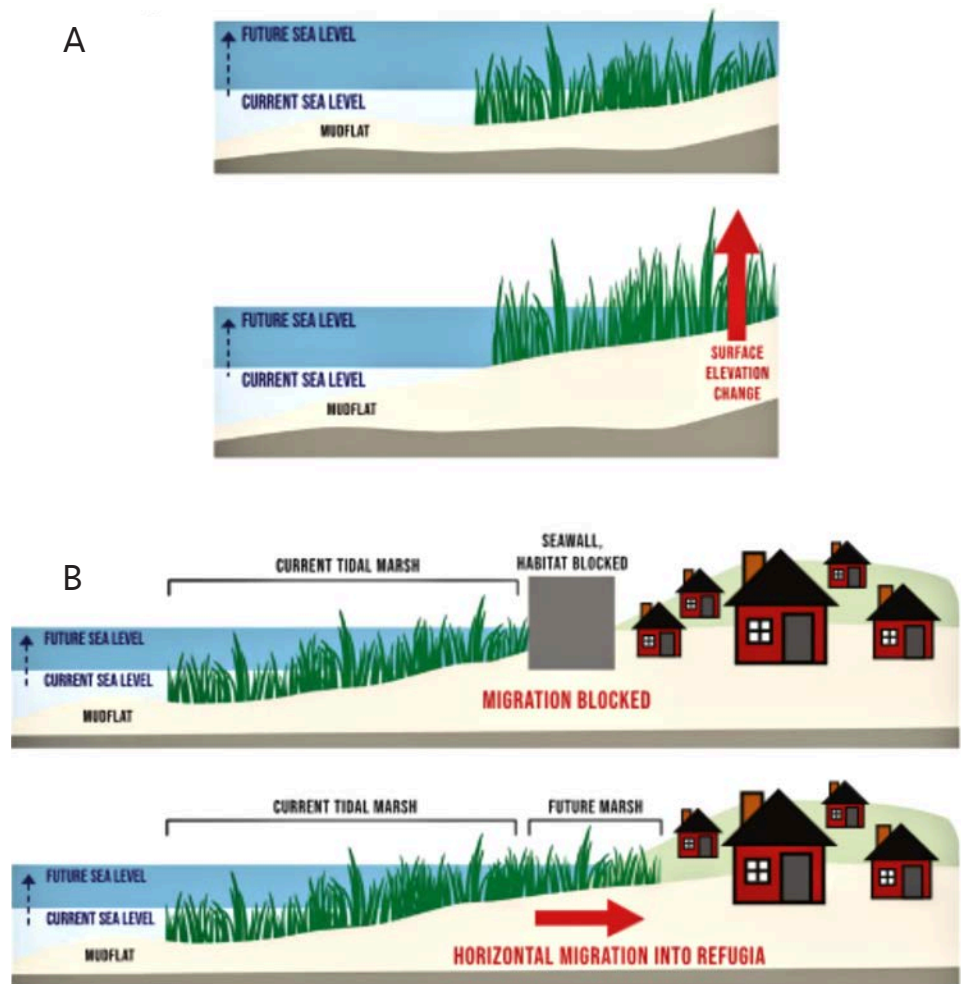 A
FUTURE SEA LEVEL
CURRENT SEA LEVEL
MUDFLAT
FUTURE SEA LEVEL
CURRENT SEA LEVEL
MUDFLAT
SURFACE
ELEVATION
CHANGE
B
CURRENT TIDAL MARSH
SEAWALL,
HABITAT BLOCKED
FUTURE SEA LEVEL
CURRENT SEA LEVEL
MUDFLAT
MIGRATION BLOCKED
CURRENT TIDAL MARSH
FUTURE MARSH
FUTURE SEA LEVEL
CURRENT SEA LEVEL
MUDFLAT
HORIZONTAL MIGRATION INTO REFUGIA